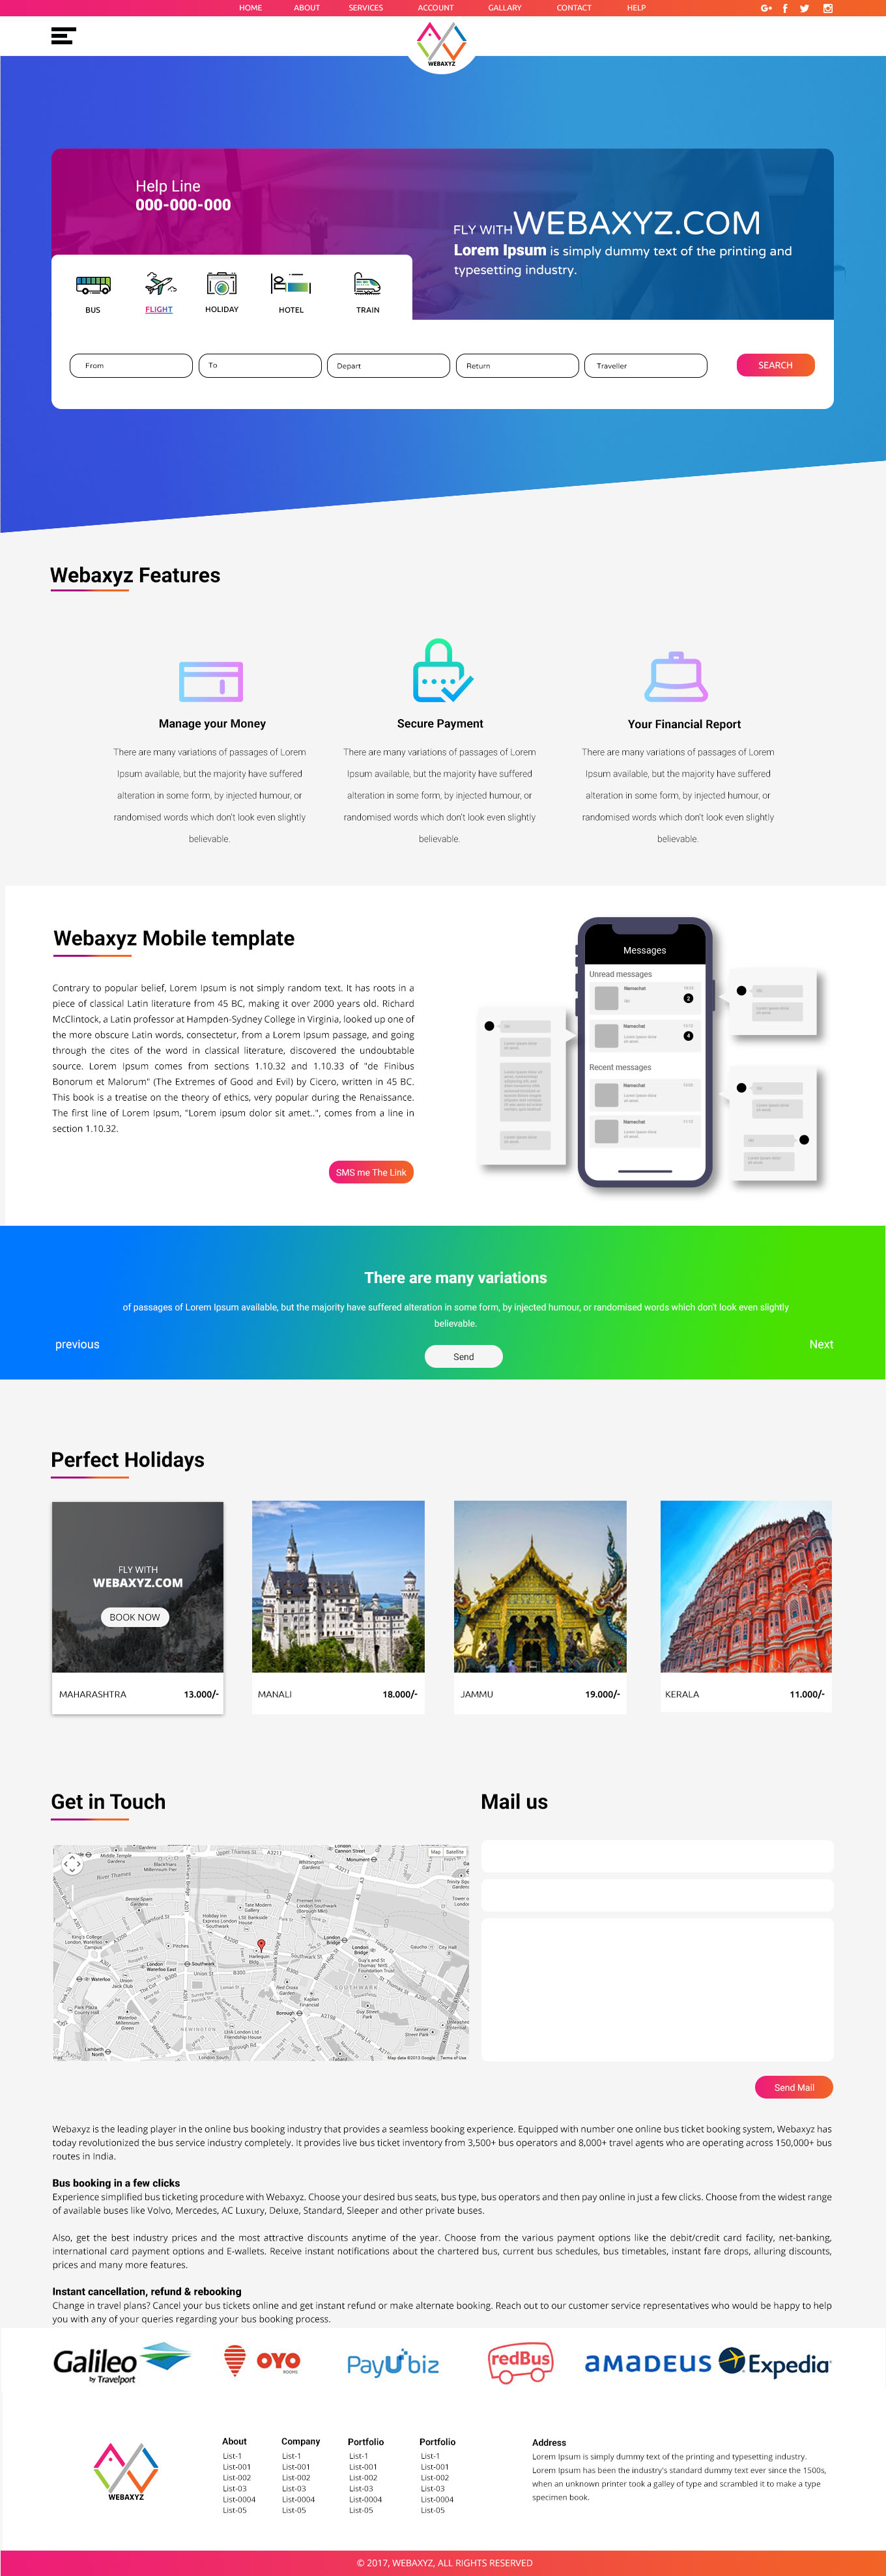 HOME ABOUT SERVICES ACCOUNT GALLARY CONTACT HELP
WEBAXYZ
Help Line
000-000-000
FLY WITH WEBAXYZ.COM
Lorem Ipsum is simply dummy text of the printing and
typesetting industry.
BUS FLIGHT HOLIDAY HOTEL TRAIN
From To Depart Return Traveller SEARCH
Webaxyz Features
Manage your Money
There are many variations of passages of Lorem
Ipsum available, but the majority have suffered
alteration in some form, by injected humour, or
randomised words which don't look even slightly
believable.
Secure Payment
There are many variations of passages of Lorem
Ipsum available, but the majority have suffered
alteration in some form, by injected humour, or
randomised words which don't look even slightly
believable.
Your Financial Report
There are many variations of passages of Lorem
Ipsum available, but the majority have suffered
alteration in some form, by injected humour, or
randomised words which don't look even slightly
believable.
Webaxyz Mobile template
Contrary to popular belief, Lorem Ipsum is not simply random text. It has roots in a
piece of classical Latin literature from 45 BC, making it over 2000 years old. Richard
McClintock, a Latin professor at Hampden-Sydney College in Virginia, looked up one of
the more obscure Latin words, consectetur, from a Lorem Ipsum passage, and going
through the cites of the word in classical literature, discovered the undoubtable
source. Lorem Ipsum comes from sections 1.10.32 and 1.10.33 of "de Finibus
Bonorum et Malorum" (The Extremes of Good and Evil) by Cicero, written in 45 BC.
This book is a treatise on the theory of ethics, very popular during the Renaissance.
The first line of Lorem Ipsum, "Lorem ipsum dolor sit amet..", comes from a line in
section 1.10.32.
SMS me The Link
Messages
Unread messages
Namechat
2
Namechat
4
Recent messages
Namechat
Namechat
There are many variations
of passages of Lorem Ipsum available, but the majority have suffered alteration in some form, by injected humour, or randomised words which don't look even slightly
believable.
previous
Next
Send
Perfect Holidays
FLY WITH
WEBAXYZ.COM
BOOK NOW
MAHARASHTRA 13.000/-
MANALI 18.000/-
JAMMU 19.000/-
KERALA 11.000/-
Get in Touch
Mail us
Map Satellite
River Thames
Southwark
SOUTHWARK
NEWINGTON
Borough
Waterloo
London Bridge
Map data ©2013 Google Terms of Use
Send Mail
Webaxyz is the leading player in the online bus booking industry that provides a seamless booking experience. Equipped with number one online bus ticket booking system, Webaxyz has
today revolutionized the bus service industry completely. It provides live bus ticket inventory from 3,500+ bus operators and 8,000+ travel agents who are operating across 150,000+ bus
routes in India.
Bus booking in a few clicks
Experience simplified bus ticketing procedure with Webaxyz. Choose your desired bus seats, bus type, bus operators and then pay online in just a few clicks. Choose from the widest range
of available buses like Volvo, Mercedes, AC Luxury, Deluxe, Standard, Sleeper and other private buses.
Also, get the best industry prices and the most attractive discounts anytime of the year. Choose from the various payment options like the debit/credit card facility, net-banking,
international card payment options and E-wallets. Receive instant notifications about the chartered bus, current bus schedules, bus timetables, instant fare drops, alluring discounts,
prices and many more features.
Instant cancellation, refund & rebooking
Change in travel plans? Cancel your bus tickets online and get instant refund or make alternate booking. Reach out to our customer service representatives who would be happy to help
you with any of your queries regarding your bus booking process.
Galileo by Travelport OYO ROOMS PayUbiz redBus amadeus Expedia
WEBAXYZ
About
List-1
List-001
List-002
List-03
List-0004
List-05
Company
List-1
List-001
List-002
List-03
List-0004
List-05
Portfolio
List-1
List-001
List-002
List-03
List-0004
List-05
Portfolio
List-1
List-001
List-002
List-03
List-0004
List-05
Address
Lorem Ipsum is simply dummy text of the printing and typesetting industry.
Lorem Ipsum has been the industry's standard dummy text ever since the 1500s,
when an unknown printer took a galley of type and scrambled it to make a type
specimen book.
© 2017, WEBAXYZ, ALL RIGHTS RESERVED